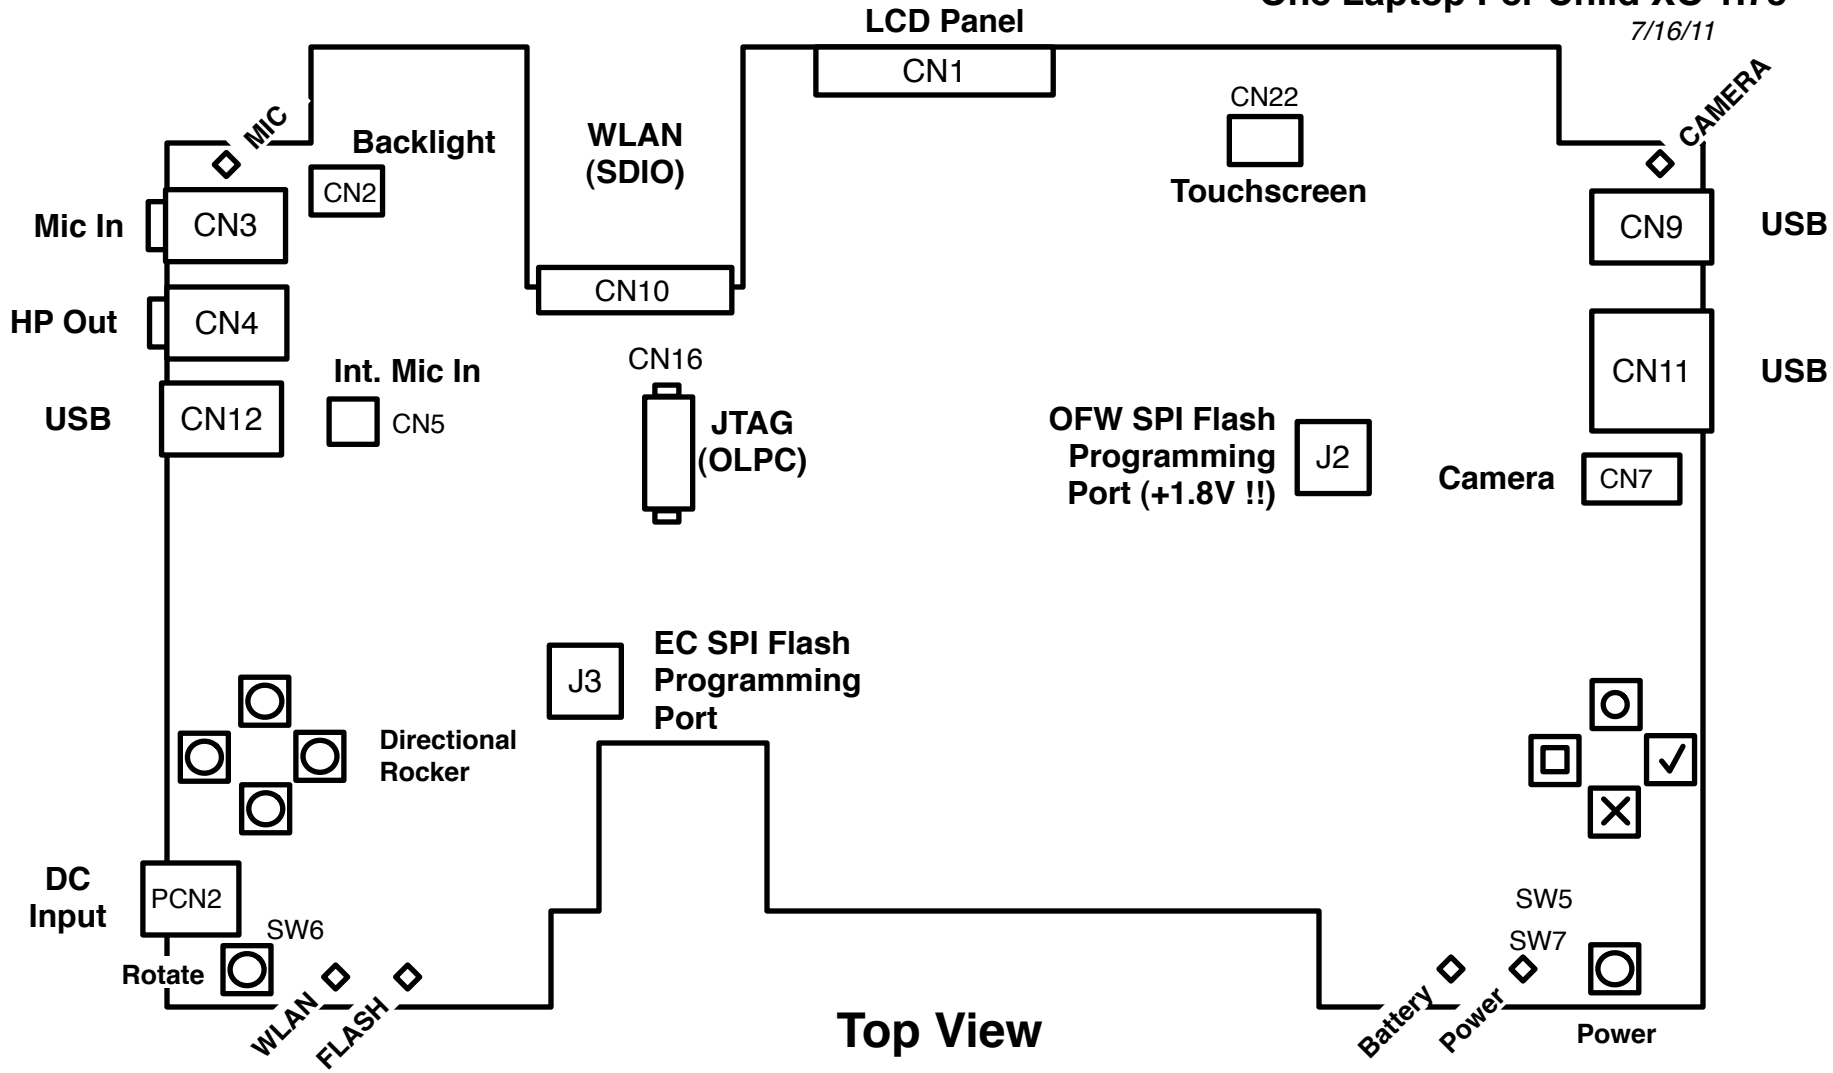 One Laptop Per Child XO-1.75
7/16/11
LCD Panel
CN1
CN22
Touchscreen
MIC
CAMERA
Backlight
CN2
WLAN
(SDIO)
CN10
Mic In
CN3
HP Out
CN4
USB
CN12
Int. Mic In
CN5
CN16
JTAG
(OLPC)
OFW SPI Flash
Programming
Port (+1.8V !!)
J2
CN9
USB
CN11
USB
Camera
CN7
J3
EC SPI Flash
Programming
Port
Directional
Rocker
DC
Input
PCN2
SW6
Rotate
WLAN
FLASH
SW5
SW7
Battery
Power
Power
Top View